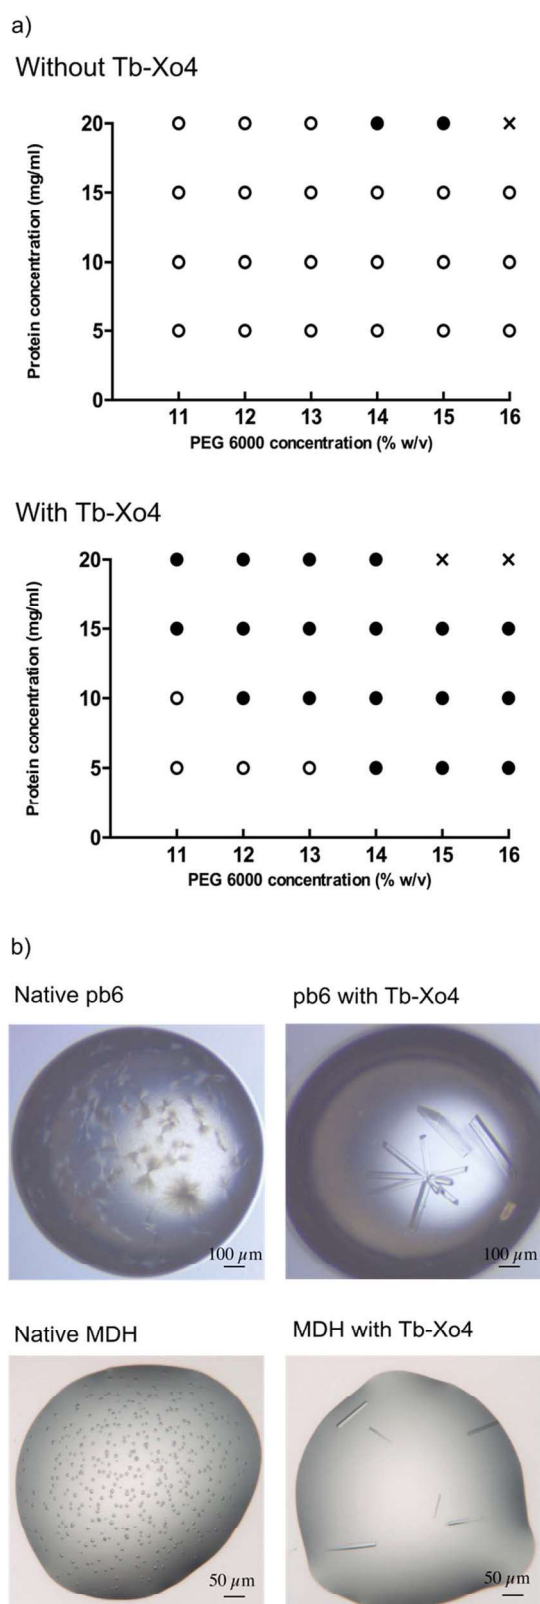 a)
Without Tb-Xo4
Protein concentration (mg/ml)
20
15
10
5
0
11 12 13 14 15 16
PEG 6000 concentration (% w/v)
With Tb-Xo4
Protein concentration (mg/ml)
20
15
10
5
0
11 12 13 14 15 16
PEG 6000 concentration (% w/v)
b)
Native pb6
pb6 with Tb-Xo4
100 µm
100 µm
Native MDH
MDH with Tb-Xo4
50 µm
50 µm